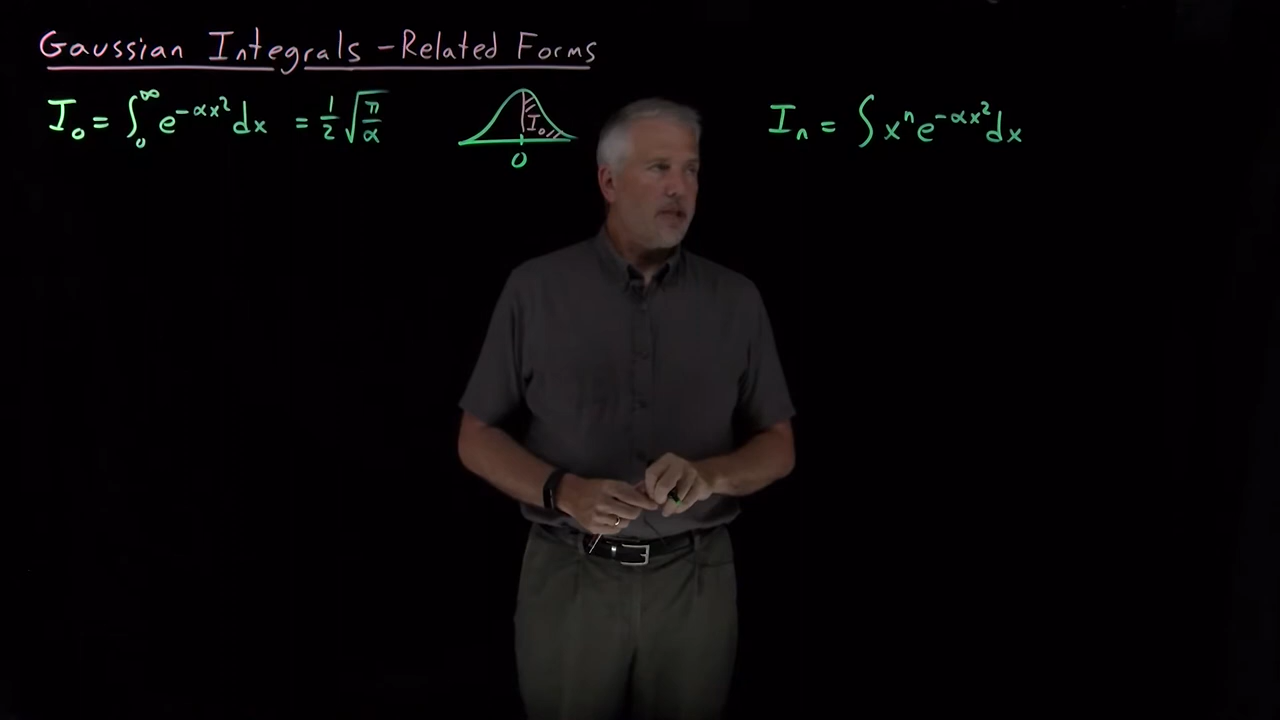 Gaussian Integrals - Related Forms
I₀ = ∫₀^∞ e^(-αx²) dx = 1/2 √(π/α)
I₀
0
Iₙ = ∫ xⁿ e^(-αx²) dx